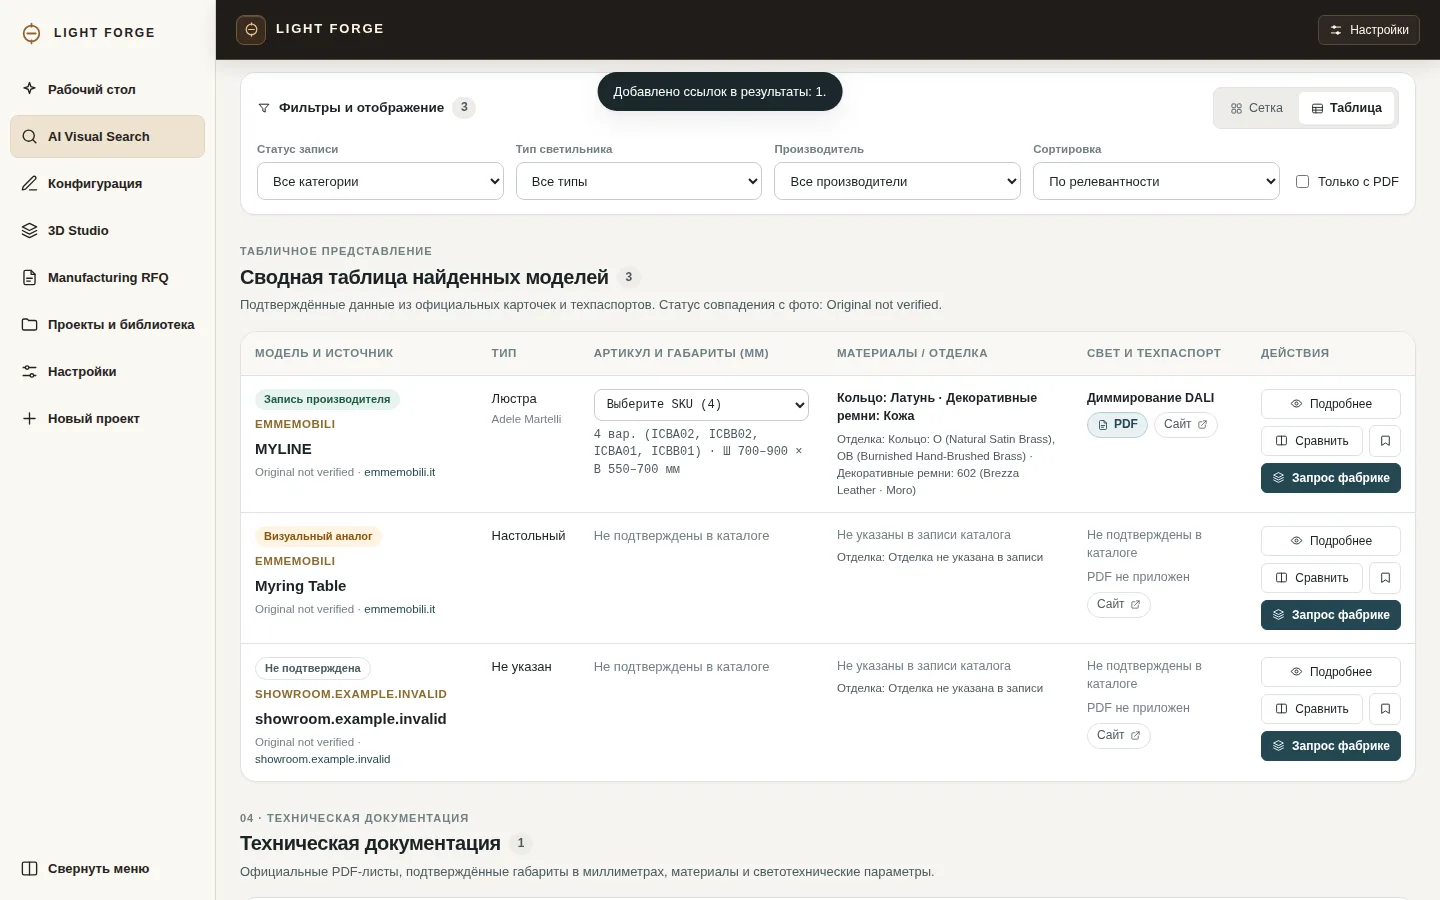 LIGHT FORGE
Рабочий стол
AI Visual Search
Конфигурация
3D Studio
Manufacturing RFQ
Проекты и библиотека
Настройки
Новый проект
Свернуть меню
LIGHT FORGE
Настройки
Добавлено ссылок в результаты: 1.
Фильтры и отображение 3
Сетка
Таблица
Статус записи
Тип светильника
Производитель
Сортировка
Все категории
Все типы
Все производители
По релевантности
Только с PDF
ТАБЛИЧНОЕ ПРЕДСТАВЛЕНИЕ
Сводная таблица найденных моделей 3
Подтверждённые данные из официальных карточек и техпаспортов. Статус совпадения с фото: Original not verified.
МОДЕЛЬ И ИСТОЧНИК
ТИП
АРТИКУЛ И ГАБАРИТЫ (ММ)
МАТЕРИАЛЫ / ОТДЕЛКА
СВЕТ И ТЕХПАСПОРТ
ДЕЙСТВИЯ
Запись производителя
EMMEMOBILI
MYLINE
Original not verified · emmemobili.it
Люстра
Adele Martelli
Выберите SKU (4)
4 вар. (ICBA02, ICBB02,
ICBA01, ICBB01) · Ш 700–900 ×
В 550–700 мм
Кольцо: Латунь · Декоративные
ремни: Кожа
Отделка: Кольцо: O (Natural Satin Brass),
OB (Burnished Hand-Brushed Brass) ·
Декоративные ремни: 602 (Brezza
Leather · Moro)
Диммирование DALI
PDF
Сайт
Подробнее
Сравнить
Запрос фабрике
Визуальный аналог
EMMEMOBILI
Myring Table
Original not verified · emmemobili.it
Настольный
Не подтверждены в каталоге
Не указаны в записи каталога
Отделка: Отделка не указана в записи
Не подтверждены в
каталоге
PDF не приложен
Сайт
Подробнее
Сравнить
Запрос фабрике
Не подтверждена
SHOWROOM.EXAMPLE.INVALID
showroom.example.invalid
Original not verified ·
showroom.example.invalid
Не указан
Не подтверждены в каталоге
Не указаны в записи каталога
Отделка: Отделка не указана в записи
Не подтверждены в
каталоге
PDF не приложен
Сайт
Подробнее
Сравнить
Запрос фабрике
04 · ТЕХНИЧЕСКАЯ ДОКУМЕНТАЦИЯ
Техническая документация 1
Официальные PDF-листы, подтверждённые габариты в миллиметрах, материалы и светотехнические параметры.